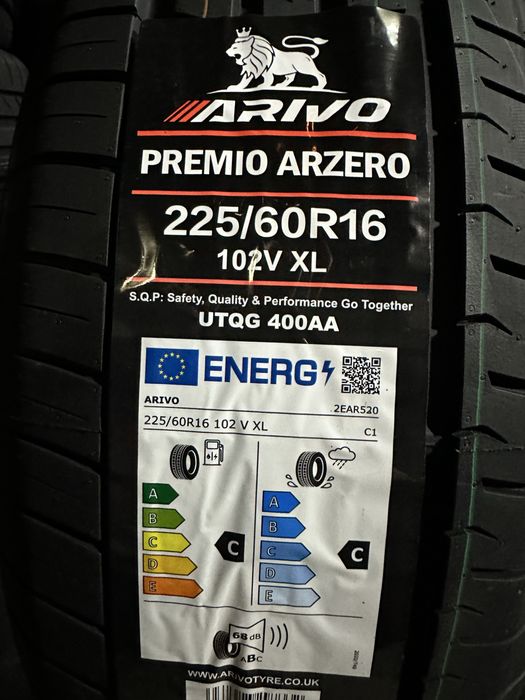 ARIVO
PREMIO ARZERO
225/60R16
102V XL
S.Q.P: Safety, Quality & Performance Go Together
UTQG 400AA
ENERG
ARIVO 2EAR520
225/60R16 102 V XL C1
A A
B B
C C C C
D D
E E
68 dB
ABC
WWW.ARIVOTYRE.CO.UK